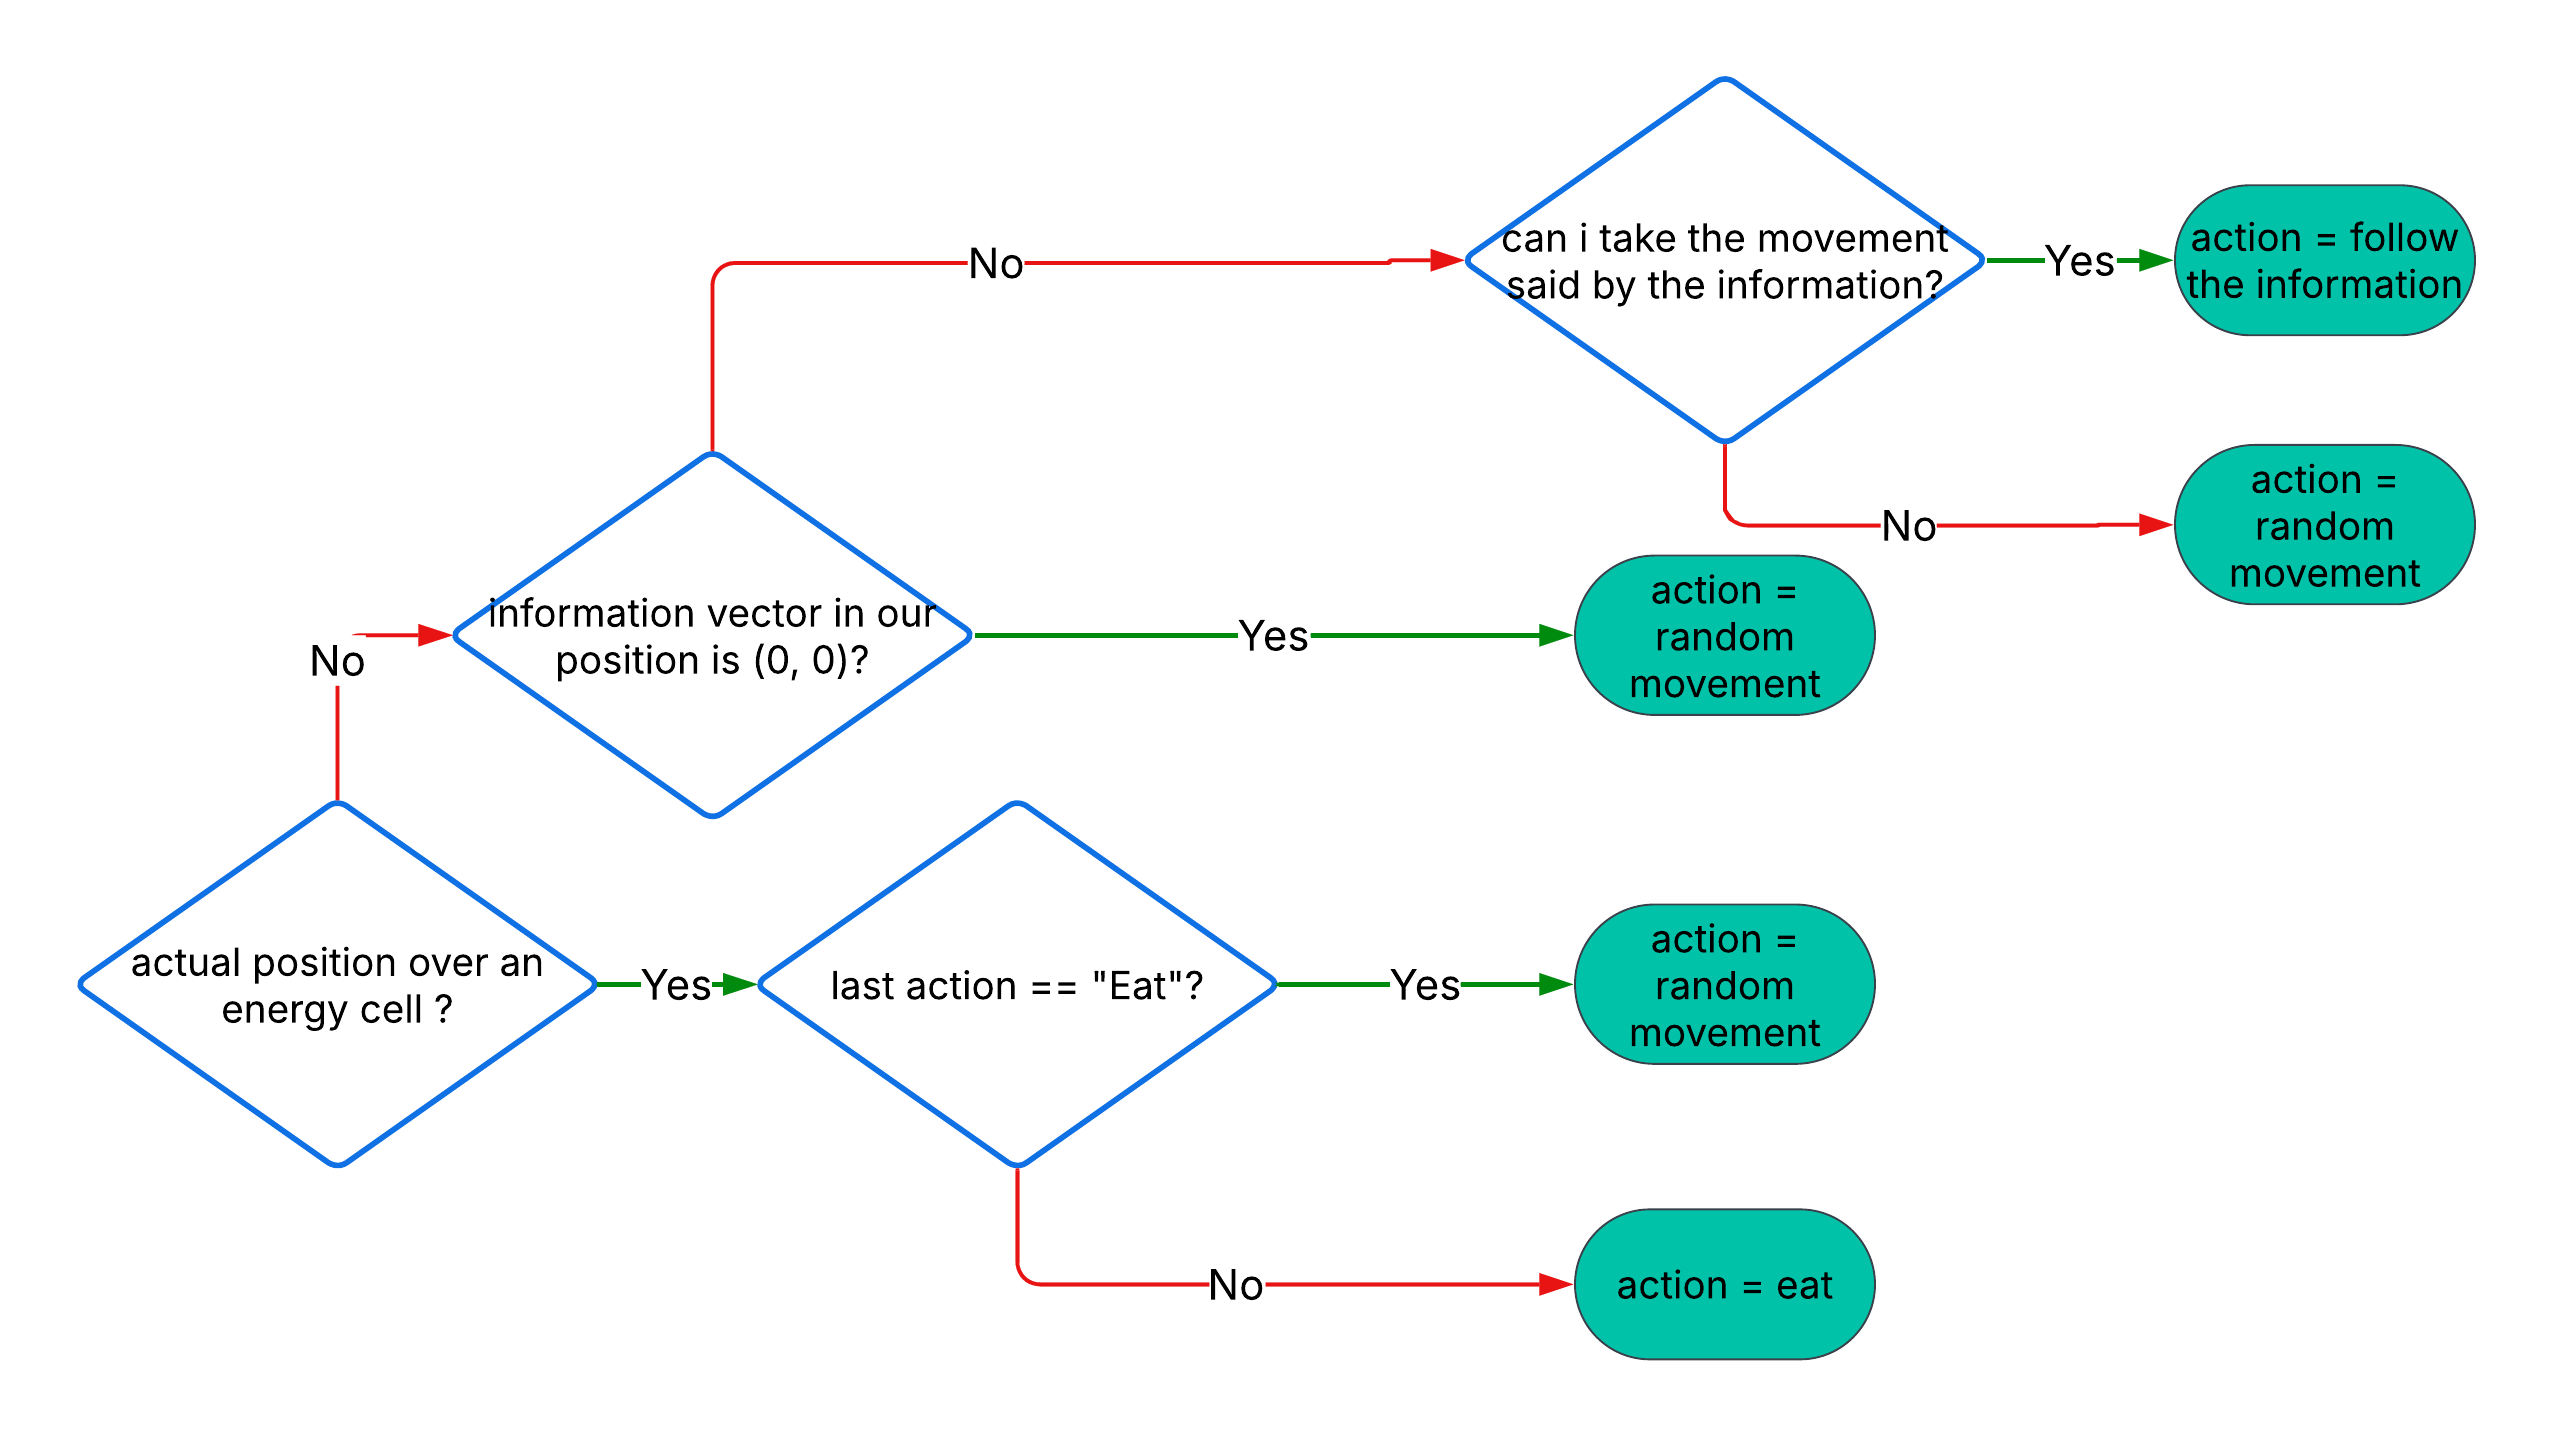 can i take the movement
said by the information?
Yes
action = follow
the information
No
No
action =
random
movement
information vector in our
position is (0, 0)?
Yes
action =
random
movement
No
actual position over an
energy cell ?
Yes
last action == "Eat"?
Yes
action =
random
movement
No
action = eat